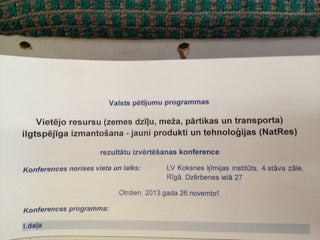 Valsts pētījumu programmas
Vietējo resursu (zemes dzīļu, meža, pārtikas un transporta)
ilgtspējīga izmantošana - jauni produkti un tehnoloģijas (NatRes)
rezultātu izvērtēšanas konference
Konferences norises vieta un laiks: LV Koksnes ķīmijas institūts, 4.stāva zāle,
Rīgā, Dzērbenes ielā 27
Otrdien, 2013.gada 26.novembrī
Konferences programma:
I.daļa